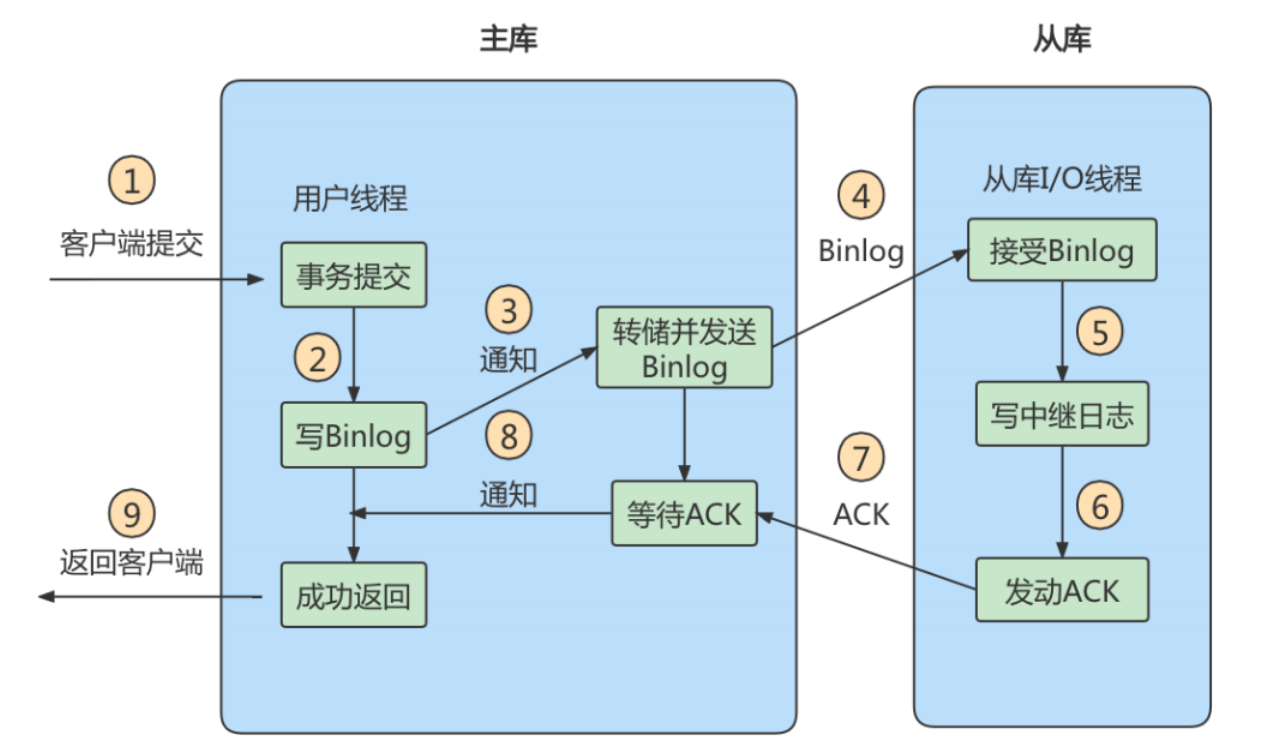 主库
从库
①
客户端提交
用户线程
事务提交
②
写Binlog
③
通知
转储并发送
Binlog
④
Binlog
从库I/O线程
接受Binlog
⑤
写中继日志
⑥
发动ACK
⑦
ACK
等待ACK
⑧
通知
成功返回
⑨
返回客户端